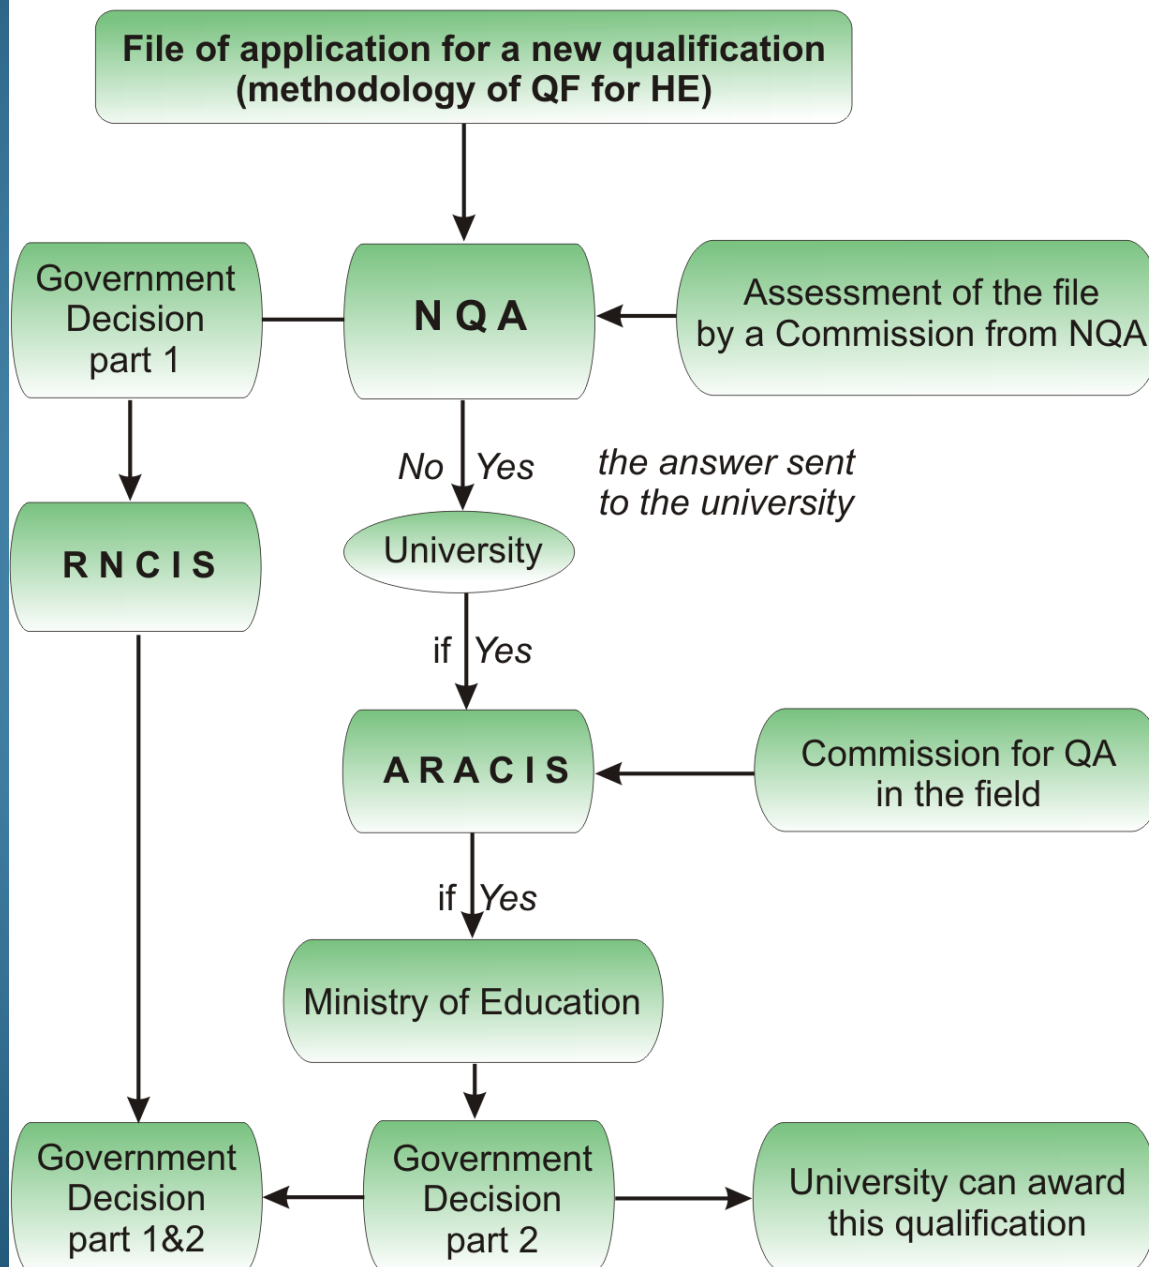 File of application for a new qualification
(methodology of QF for HE)
Government
Decision
part 1
N Q A
Assessment of the file
by a Commission from NQA
No Yes
the answer sent
to the university
R N C I S
University
if Yes
A R A C I S
Commission for QA
in the field
if Yes
Ministry of Education
Government
Decision
part 1&2
Government
Decision
part 2
University can award
this qualification